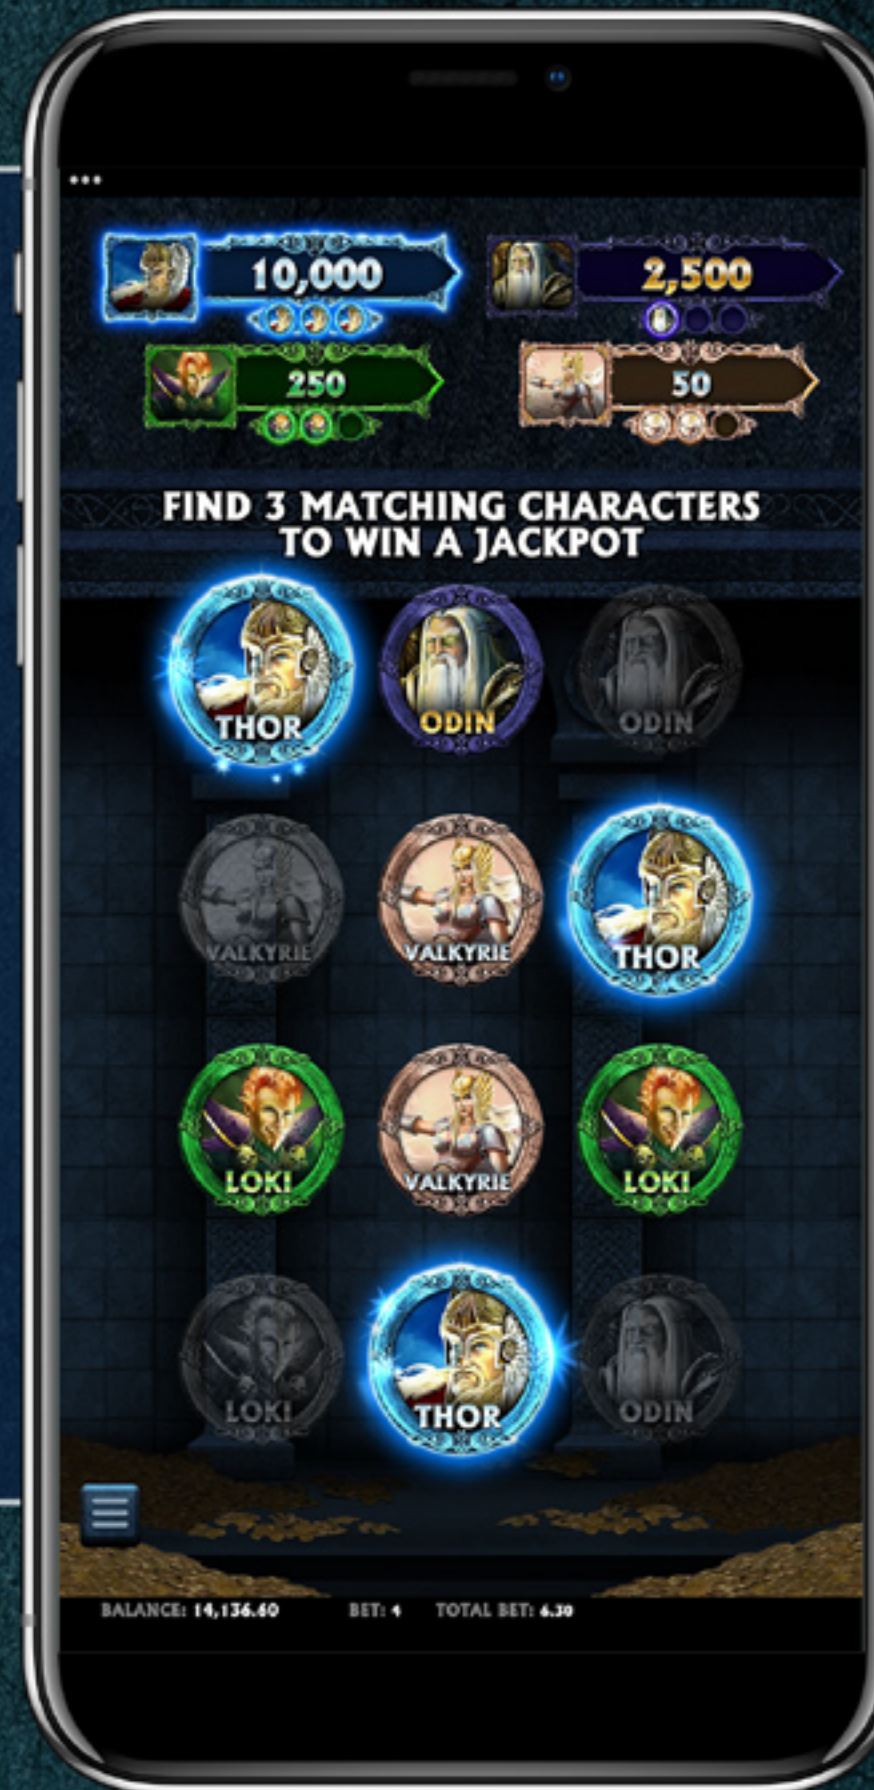 10,000
2,500
250
50
FIND 3 MATCHING CHARACTERS
TO WIN A JACKPOT
THOR
ODIN
ODIN
VALKYRIE
VALKYRIE
THOR
LOKI
VALKYRIE
LOKI
LOKI
THOR
ODIN
BALANCE: 14,136.60 BET: 4 TOTAL BET: 6.30